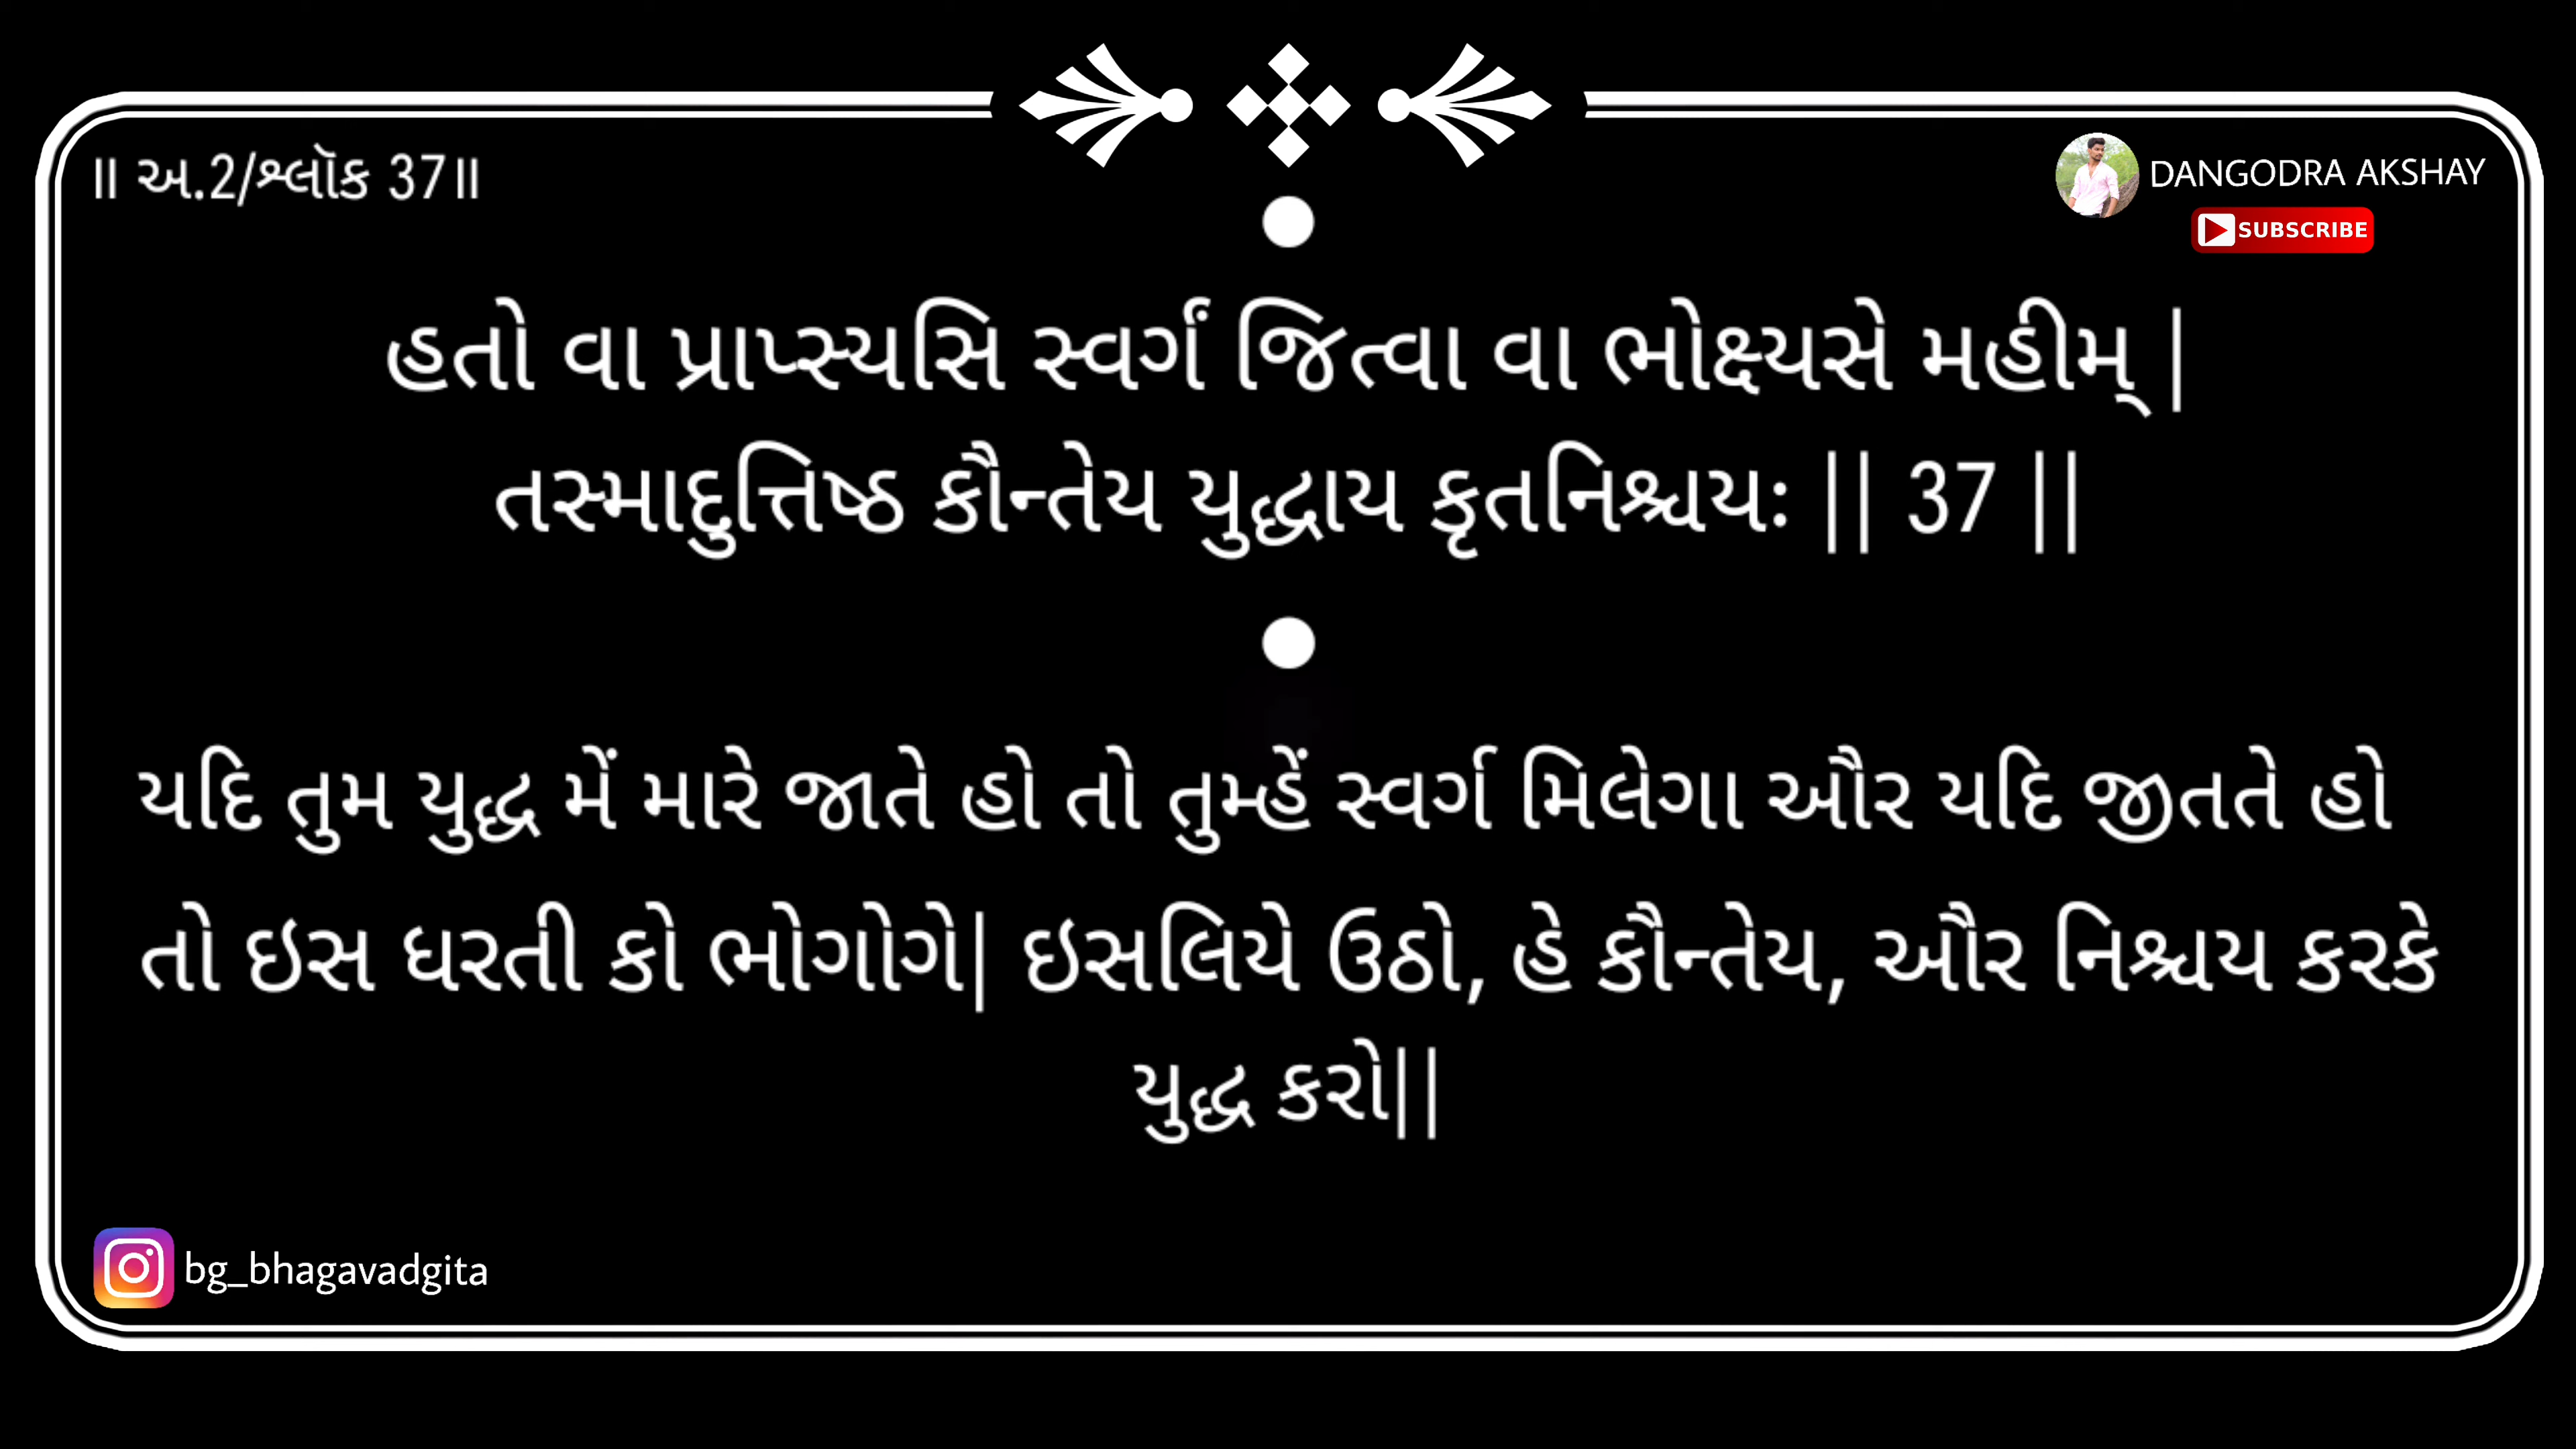 ॥ અ.2/શ્લૉક 37॥
DANGODRA AKSHAY
SUBSCRIBE
હતો વા પ્રાપ્સ્યસિ સ્વર્ગં જિત્વા વા ભોક્ષ્યસે મહીમ્ |
તસ્માદુત્તિષ્ઠ કૌન્તેય યુદ્ધાય કૃતનિશ્ચયઃ || 37 ||
યદિ તુમ યુદ્ધ મેં મારે જાતે હો તો તુમ્હેં સ્વર્ગ મિલેગા ઔર યદિ જીતતે હો
તો ઇસ ધરતી કો ભોગોગે| ઇસલિયે ઉઠો, હે કૌન્તેય, ઔર નિશ્ચય કરકે
યુદ્ધ કરો||
bg_bhagavadgita